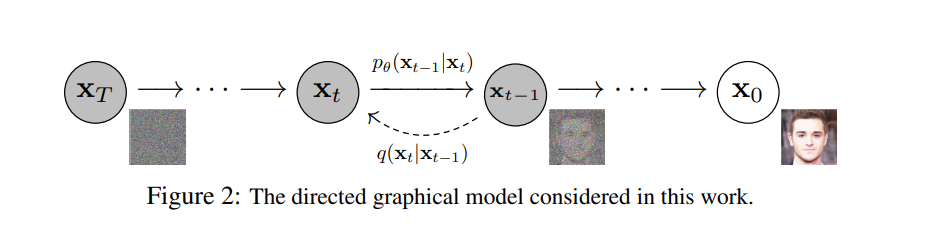 p_θ(x_{t−1}|x_t)
x_T ⟶ ··· ⟶ x_t ⟶ x_{t−1} ⟶ ··· ⟶ x_0
q(x_t|x_{t−1})
Figure 2: The directed graphical model considered in this work.